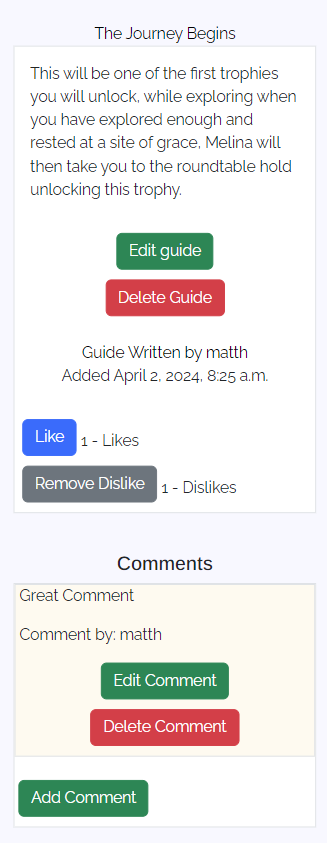 The Journey Begins
This will be one of the first trophies
you will unlock, while exploring when
you have explored enough and
rested at a site of grace, Melina will
then take you to the roundtable hold
unlocking this trophy.
Edit guide
Delete Guide
Guide Written by matth
Added April 2, 2024, 8:25 a.m.
Like 1 - Likes
Remove Dislike 1 - Dislikes
Comments
Great Comment
Comment by: matth
Edit Comment
Delete Comment
Add Comment